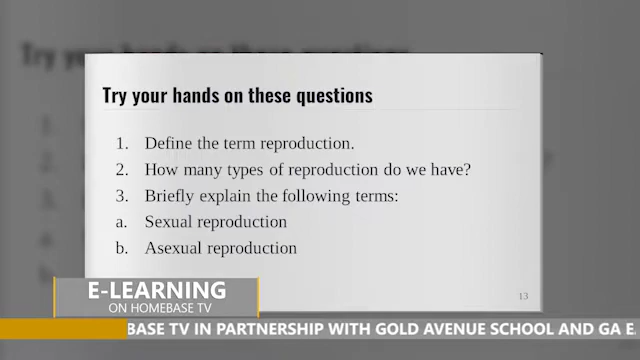 Try your hands on these questions
1. Define the term reproduction.
2. How many types of reproduction do we have?
3. Briefly explain the following terms:
a. Sexual reproduction
b. Asexual reproduction
13
E-LEARNING
ON HOMEBASE TV
BASE TV IN PARTNERSHIP WITH GOLD AVENUE SCHOOL AND GA E